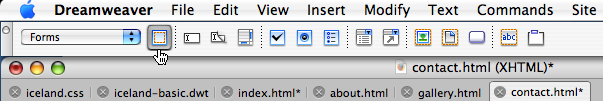 Dreamweaver File Edit View Insert Modify Text Commands Site
Forms abc
contact.html (XHTML)*
iceland.css iceland-basic.dwt index.html* about.html gallery.html contact.html*